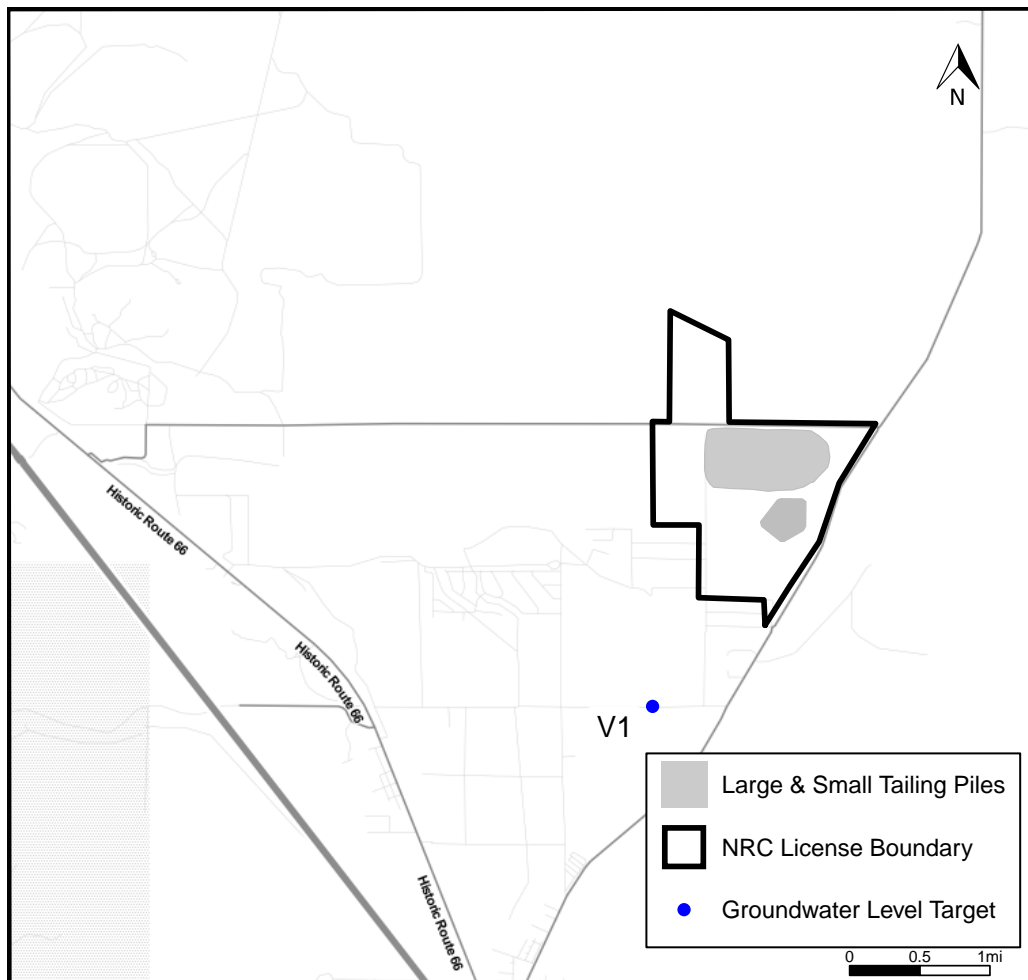 N
Historic Route 66
Historic Route 66
V1
Historic Route 66
Large & Small Tailing Piles
NRC License Boundary
Groundwater Level Target
0 0.5 1mi